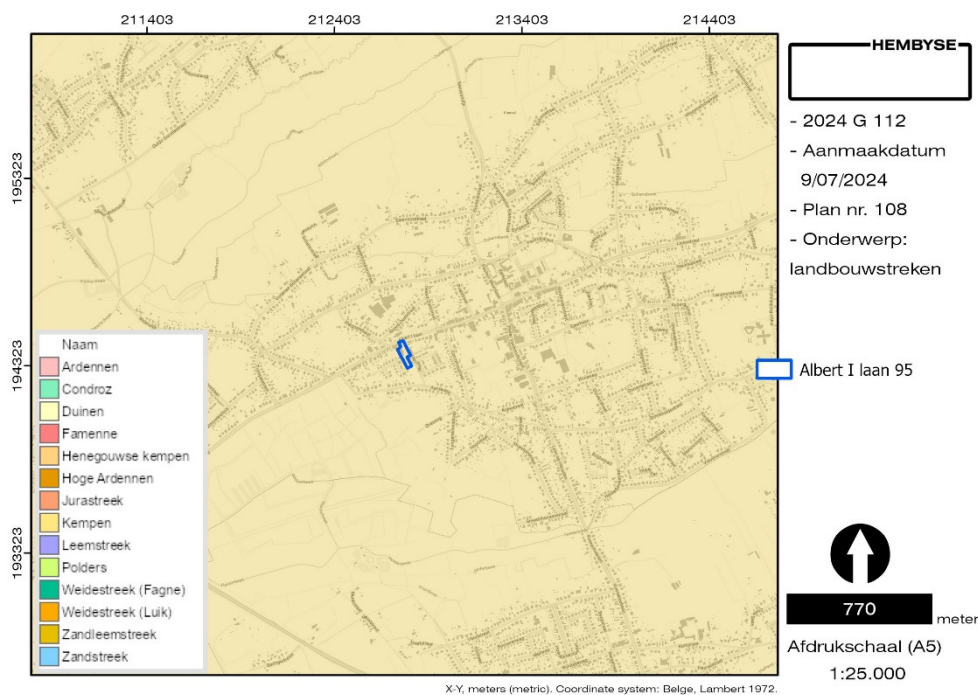 211403
212403
213403
214403
195323
194323
193323
HEMBYSE
- 2024 G 112
- Aanmaakdatum
9/07/2024
- Plan nr. 108
- Onderwerp:
landbouwstreken
Albert I laan 95
Naam
Ardennen
Condroz
Duinen
Famenne
Henegouwse kempen
Hoge Ardennen
Jurastreek
Kempen
Leemstreek
Polders
Weidestreek (Fagne)
Weidestreek (Luik)
Zandleemstreek
Zandstreek
770
meter
Afdrukschaal (A5)
1:25.000
X-Y, meters (metric). Coordinate system: Belge, Lambert 1972.